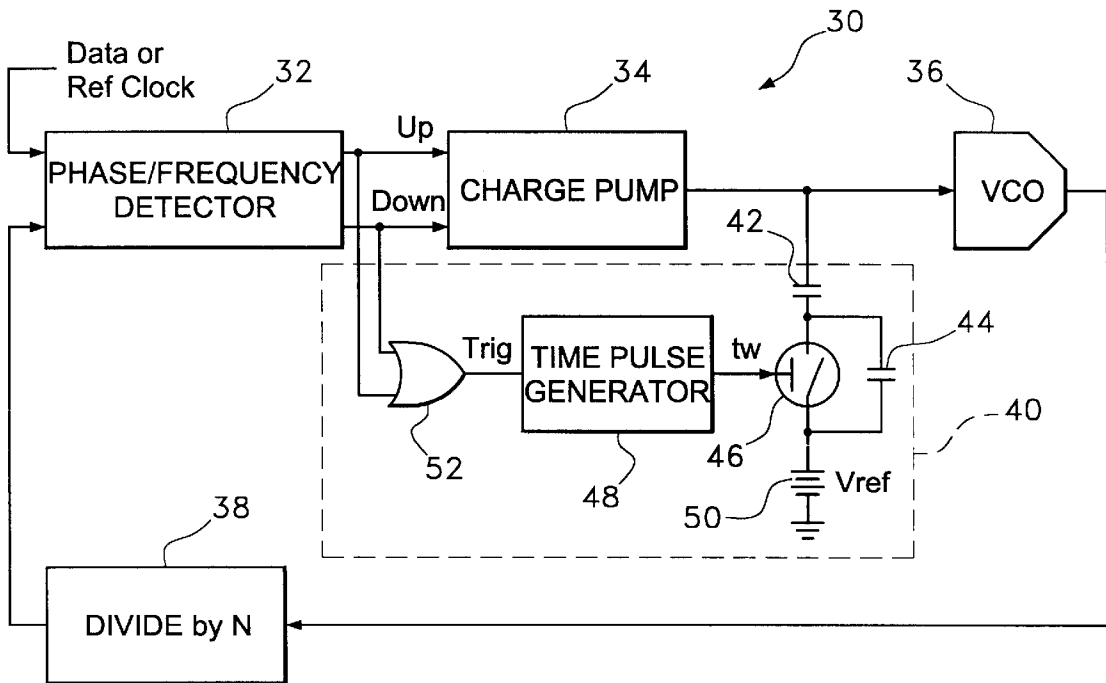 30
Data or
Ref Clock
32
34
36
Up
PHASE/FREQUENCY
DETECTOR
CHARGE PUMP
VCO
Down
42
44
Trig
TIME PULSE
GENERATOR
tw
40
52
46
48
50
Vref
38
DIVIDE by N